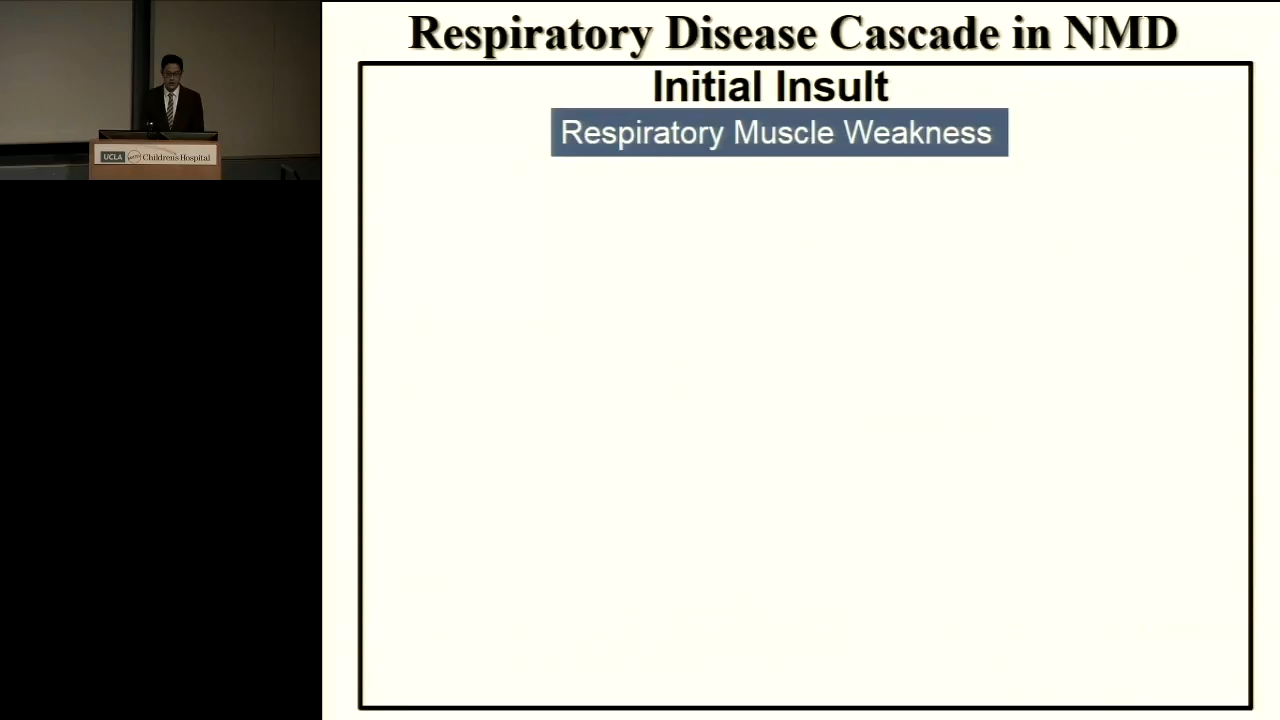 Respiratory Disease Cascade in NMD
Initial Insult
Respiratory Muscle Weakness
UCLA Children's Hospital